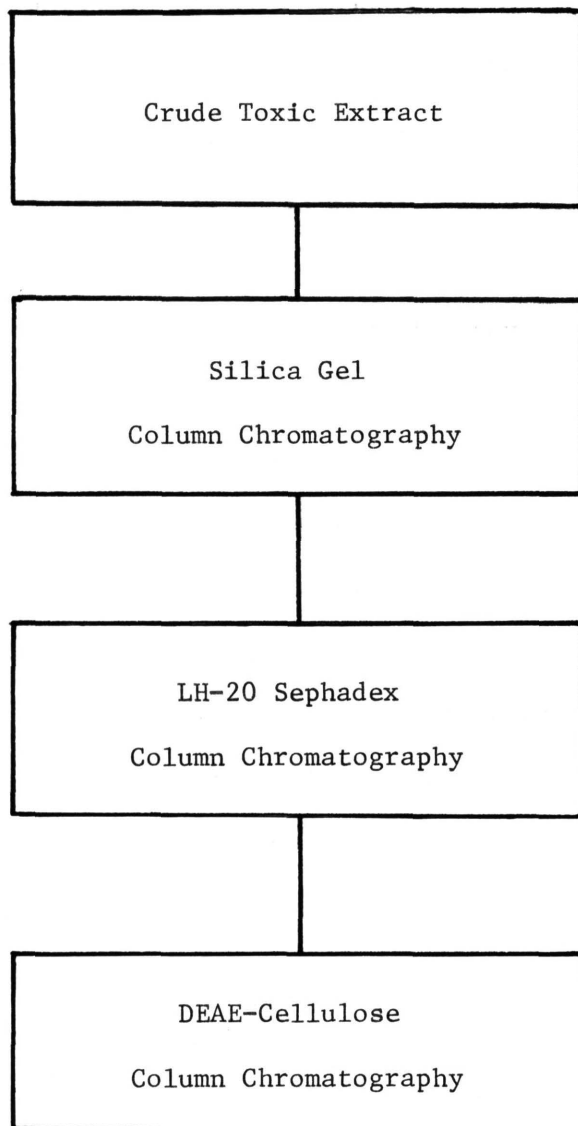 Crude Toxic Extract
Silica Gel
Column Chromatography
LH-20 Sephadex
Column Chromatography
DEAE-Cellulose
Column Chromatography